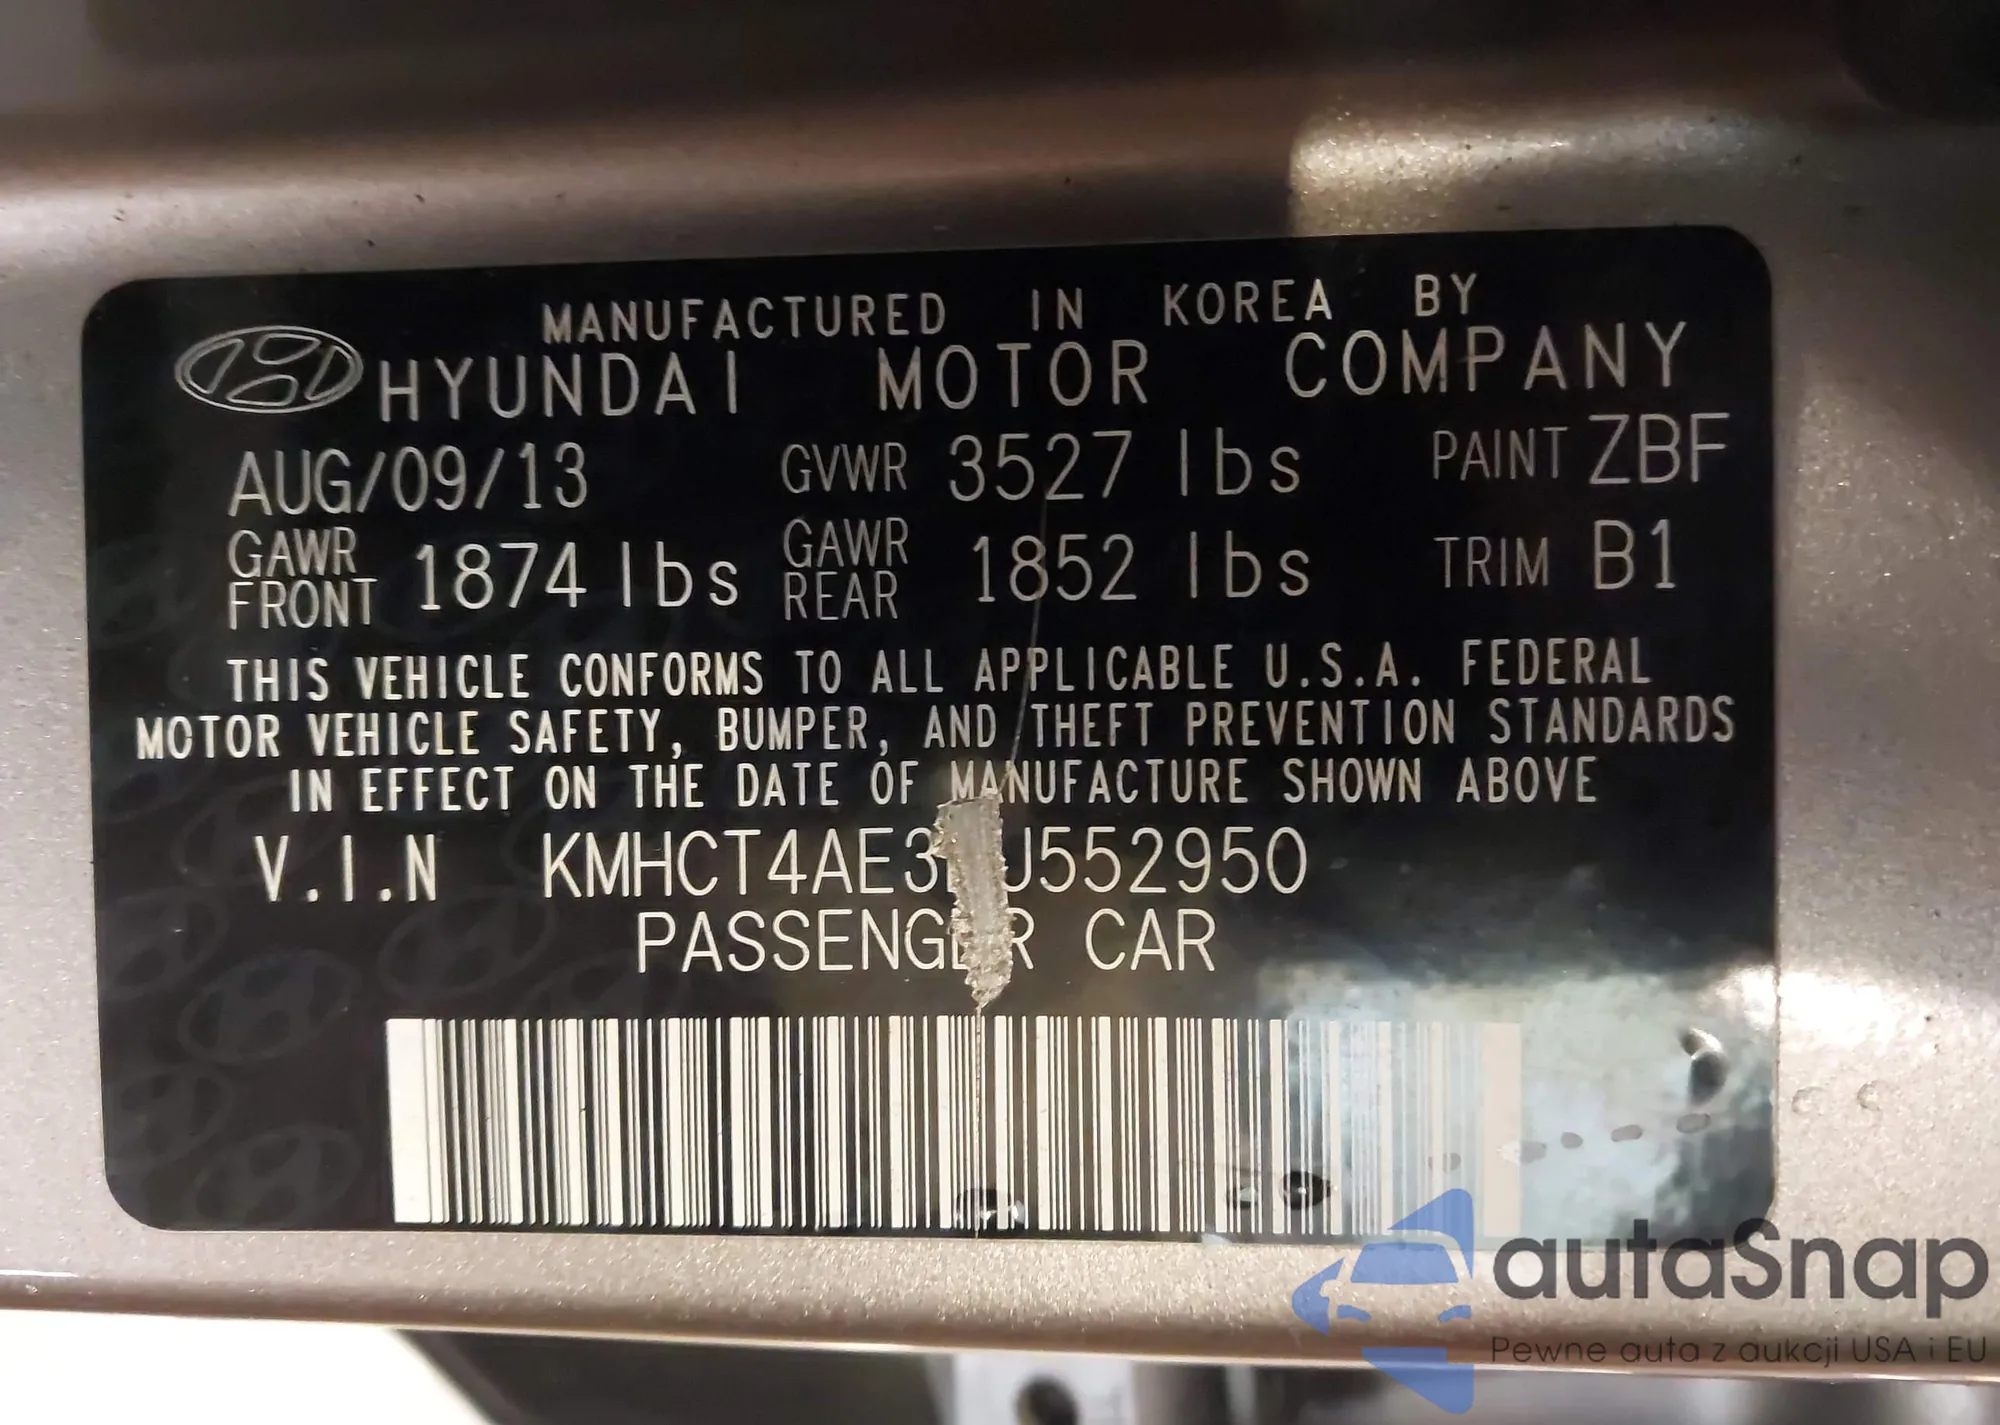 MANUFACTURED IN KOREA BY
HYUNDAI MOTOR COMPANY
AUG/09/13 GVWR 3527 lbs PAINT ZBF
GAWR FRONT 1874 lbs GAWR REAR 1852 lbs TRIM B1
THIS VEHICLE CONFORMS TO ALL APPLICABLE U.S.A. FEDERAL
MOTOR VEHICLE SAFETY, BUMPER, AND THEFT PREVENTION STANDARDS
IN EFFECT ON THE DATE OF MANUFACTURE SHOWN ABOVE
V.I.N
PASSENGER CAR
autaSnap
Pewne auta z aukcji USA i EU